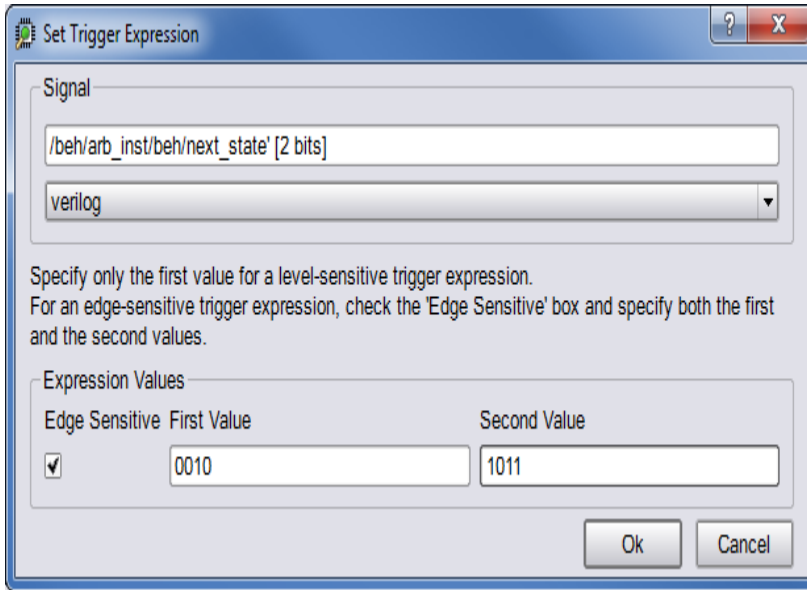 Set Trigger Expression
? X
Signal
/beh/arb_inst/beh/next_state' [2 bits]
verilog
Specify only the first value for a level-sensitive trigger expression.
For an edge-sensitive trigger expression, check the 'Edge Sensitive' box and specify both the first
and the second values.
Expression Values
Edge Sensitive First Value Second Value
0010 1011
Ok Cancel